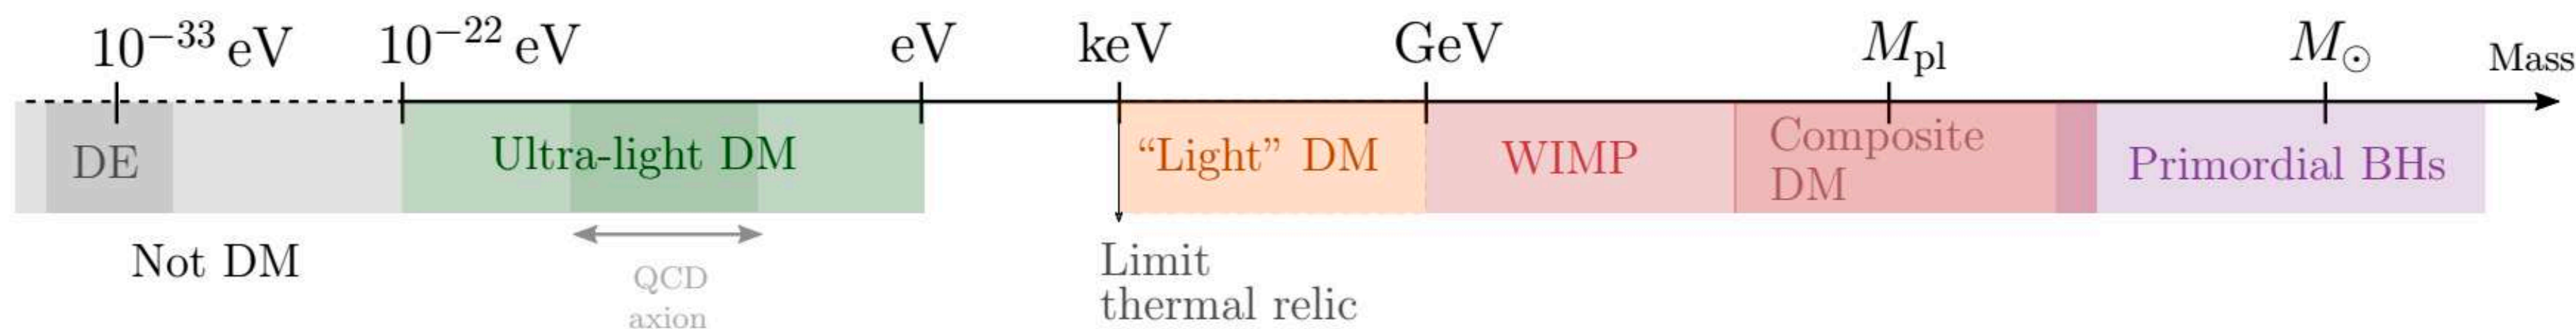 10⁻³³ eV 10⁻²² eV eV keV GeV M_pl M_⊙ Mass
DE Ultra-light DM “Light” DM WIMP Composite DM Primordial BHs
Not DM
QCD
axion
Limit
thermal relic